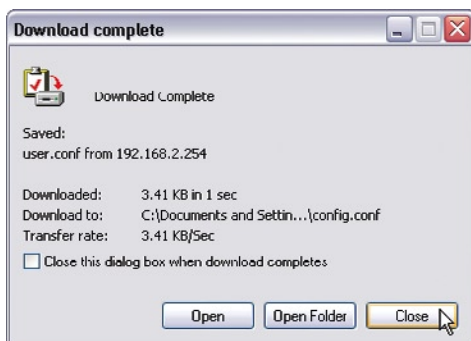 Download complete
Download Complete
Saved:
user.conf from 192.168.2.254
Downloaded: 3.41 KB in 1 sec
Download to: C:\Documents and Settin...\config.conf
Transfer rate: 3.41 KB/Sec
Close this dialog box when download completes
Open Open Folder Close